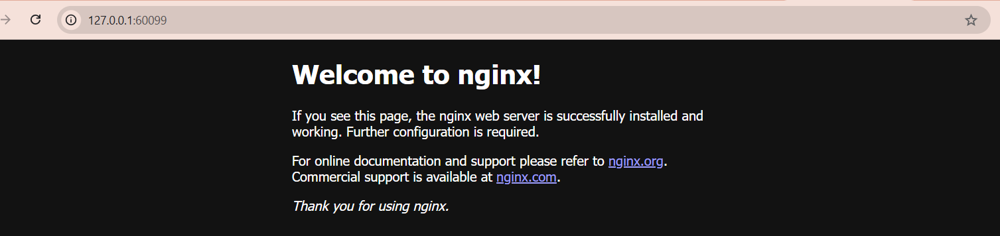 127.0.0.1:60099
Welcome to nginx!
If you see this page, the nginx web server is successfully installed and
working. Further configuration is required.
For online documentation and support please refer to nginx.org.
Commercial support is available at nginx.com.
Thank you for using nginx.